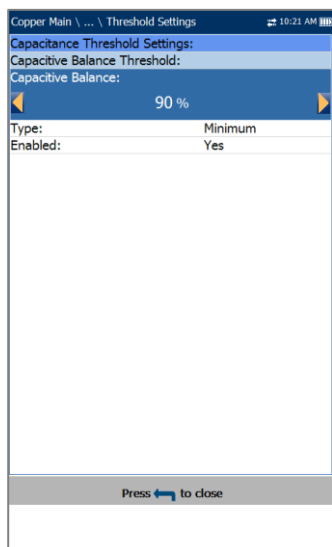 Copper Main \ ... \ Threshold Settings 10:21 AM
Capacitance Threshold Settings:
Capacitive Balance Threshold:
Capacitive Balance:
90 %
Type: Minimum
Enabled: Yes
Press to close